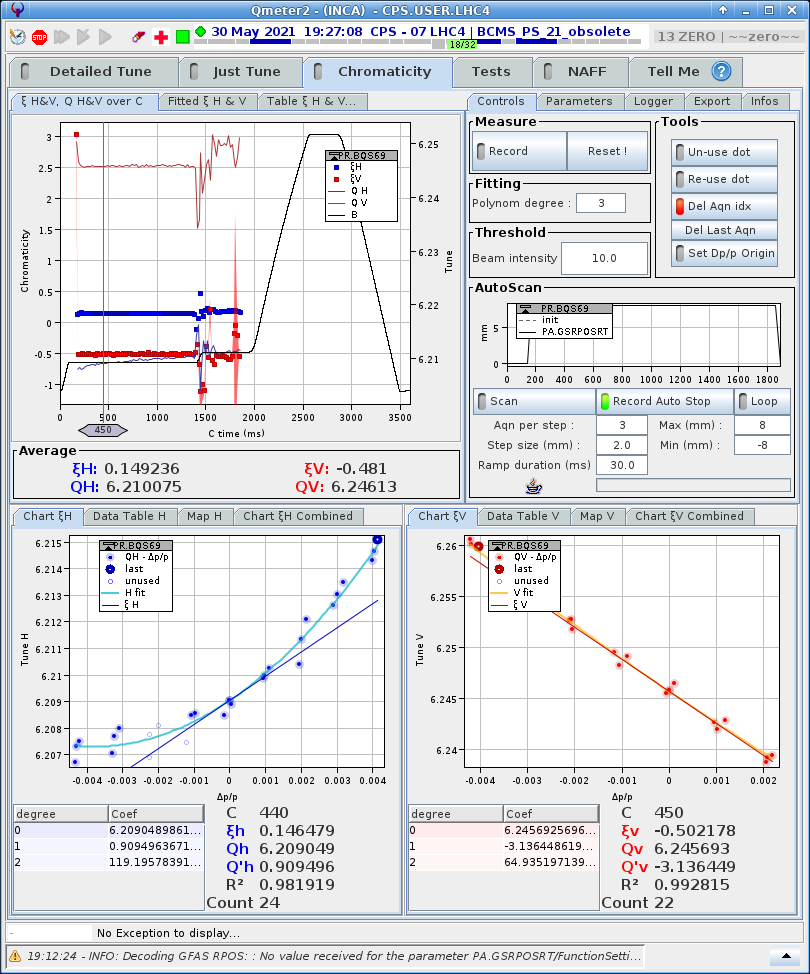 Qmeter2 - (INCA) - CPS.USER.LHC4
STOP
30 May 2021 19:27:08 CPS - 07 LHC4 | BCMS_PS_21_obsolete
18/32
13 ZERO | ~~zero~~
Detailed Tune
Just Tune
Chromaticity
Tests
NAFF
Tell Me ?
ξ H&V, Q H&V over C
Fitted ξ H & V
Table ξ H & V...
Chromaticity
3
2.5
2
1.5
1
0.5
0
-0.5
-1
PR.BQS69
ξH
ξV
Q H
Q V
B
6.25
6.24
6.23
6.22
6.21
Tune
0 500 1000 1500 2000 2500 3000 3500
450
C time (ms)
Average
ξH: 0.149236 ξV: -0.481
QH: 6.210075 QV: 6.24613
Controls
Parameters
Logger
Export
Infos
Measure
Record
Reset !
Fitting
Polynom degree : 3
Threshold
Beam intensity 10.0
Tools
Un-use dot
Re-use dot
Del Aqn idx
Del Last Aqn
Set Dp/p Origin
AutoScan
mm
5
0
PR.BQS69
init
PA.GSRPOSRT
0 200 400 600 800 1000 1200 1400 1600 1800
Scan
Record Auto Stop
Loop
Aqn per step : 3 Max (mm) : 8
Step size (mm) : 2.0 Min (mm) : -8
Ramp duration (ms) 30.0
Chart ξH
Data Table H
Map H
Chart ξH Combined
Tune H
6.215
6.214
6.213
6.212
6.211
6.21
6.209
6.208
6.207
PR.BQS69
QH - Δp/p
last
unused
H fit
ξ H
-0.004 -0.003 -0.002 -0.001 0 0.001 0.002 0.003 0.004
Δp/p
degree Coef
0 6.2090489861...
1 0.9094963671...
2 119.19578391...
C 440
ξh 0.146479
Qh 6.209049
Q'h 0.909496
R² 0.981919
Count 24
Chart ξV
Data Table V
Map V
Chart ξV Combined
Tune V
6.26
6.255
6.25
6.245
6.24
PR.BQS69
QV - Δp/p
last
unused
V fit
ξ V
-0.004 -0.003 -0.002 -0.001 0 0.001 0.002
Δp/p
degree Coef
0 6.2456925696...
1 -3.136448619...
2 64.935197139...
C 450
ξv -0.502178
Qv 6.245693
Q'v -3.136449
R² 0.992815
Count 22
- No Exception to display...
19:12:24 - INFO: Decoding GFAS RPOS: : No value received for the parameter PA.GSRPOSRT/FunctionSetti...